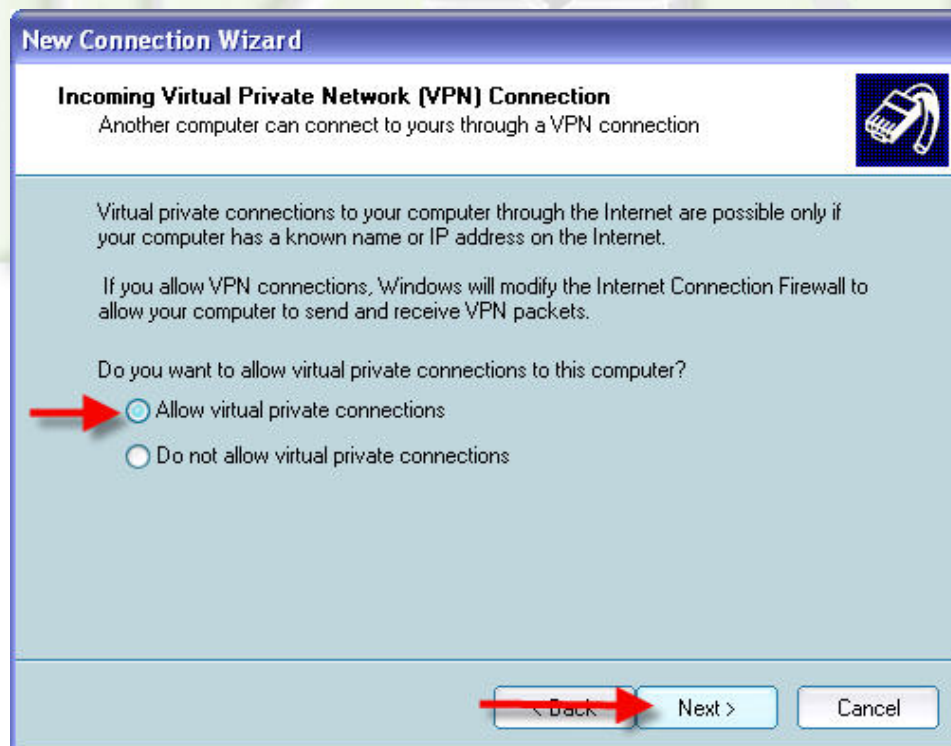 New Connection Wizard
Incoming Virtual Private Network (VPN) Connection
Another computer can connect to yours through a VPN connection
Virtual private connections to your computer through the Internet are possible only if
your computer has a known name or IP address on the Internet.
If you allow VPN connections, Windows will modify the Internet Connection Firewall to
allow your computer to send and receive VPN packets.
Do you want to allow virtual private connections to this computer?
Allow virtual private connections
Do not allow virtual private connections
< Back Next > Cancel